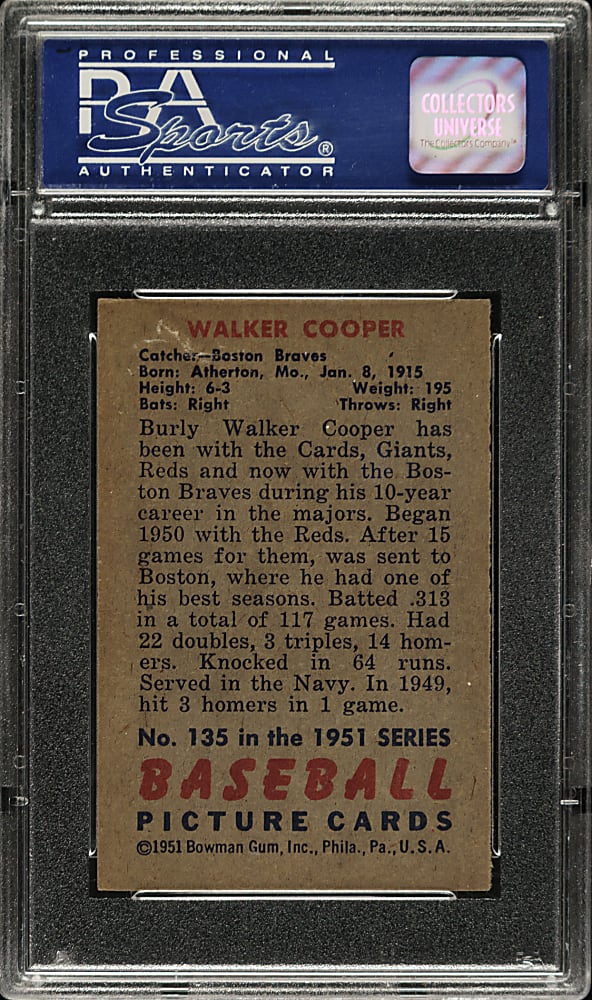 PROFESSIONAL
PSA
Sports®
AUTHENTICATOR
COLLECTORS
UNIVERSE
The Collectors Company™
WALKER COOPER
Catcher—Boston Braves
Born: Atherton, Mo., Jan. 8, 1915
Height: 6-3 Weight: 195
Bats: Right Throws: Right
Burly Walker Cooper has
been with the Cards, Giants,
Reds and now with the Bos-
ton Braves during his 10-year
career in the majors. Began
1950 with the Reds. After 15
games for them, was sent to
Boston, where he had one of
his best seasons. Batted .313
in a total of 117 games. Had
22 doubles, 3 triples, 14 hom-
ers. Knocked in 64 runs.
Served in the Navy. In 1949,
hit 3 homers in 1 game.
No. 135 in the 1951 SERIES
BASEBALL
PICTURE CARDS
©1951 Bowman Gum, Inc., Phila., Pa., U.S.A.